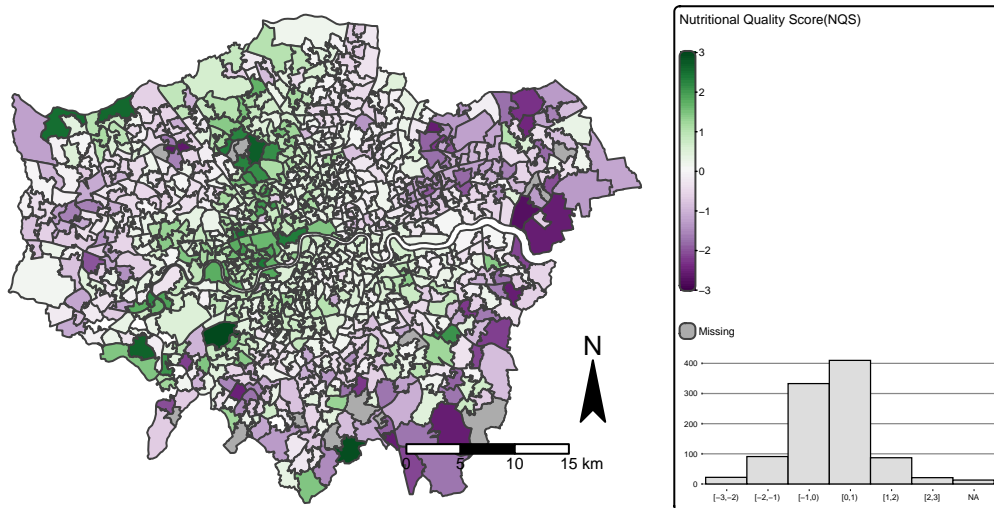 Nutritional Quality Score(NQS)
3
2
1
0
−1
−2
−3
Missing
N
0 5 10 15 km
400
300
200
100
0
[−3,−2) [−2,−1) [−1,0) [0,1) [1,2) [2,3] NA